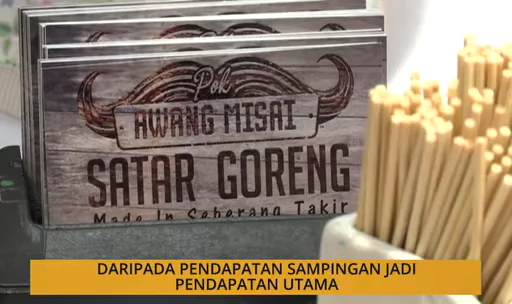 Pok
AWANG MISAI
SATAR GORENG
Made In Seberang Takir
DARIPADA PENDAPATAN SAMPINGAN JADI
PENDAPATAN UTAMA